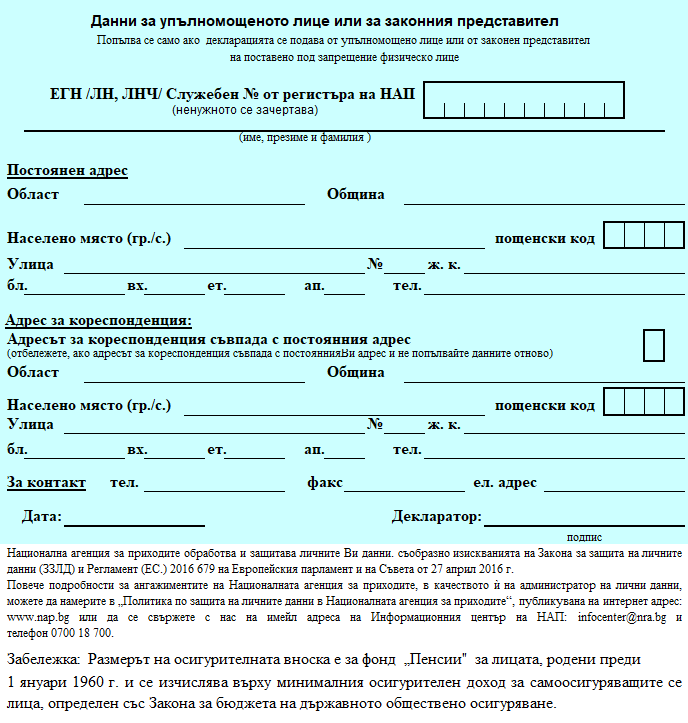 Данни за упълномощеното лице или за законния представител
Попълва се само ако декларацията се подава от упълномощено лице или от законен представител
на поставено под запрещение физическо лице
ЕГН /ЛН, ЛНЧ/ Служебен № от регистъра на НАП
(ненужното се зачертава)
(име, презиме и фамилия )
Постоянен адрес
Област Община
Населено място (гр./с.) пощенски код
Улица № ж. к.
бл. вх. ет. ап. тел.
Адрес за кореспонденция:
Адресът за кореспонденция съвпада с постоянния адрес
(отбележете, ако адресът за кореспонденция съвпада с постоянния Ви адрес и не попълвайте данните отново)
Област Община
Населено място (гр./с.) пощенски код
Улица № ж. к.
бл. вх. ет. ап. тел.
За контакт тел. факс ел. адрес
Дата: Декларатор:
подпис
Национална агенция за приходите обработва и защитава личните Ви данни. съобразно изискванията на Закона за защита на личните
данни (ЗЗЛД) и Регламент (ЕС.) 2016 679 на Европейския парламент и на Съвета от 27 април 2016 г.
Повече подробности за ангажиментите на Националната агенция за приходите, в качеството ѝ на администратор на лични данни,
можете да намерите в „Политика по защита на личните данни в Националната агенция за приходите“, публикувана на интернет адрес:
www.nap.bg или да се свържете с нас на имейл адреса на Информационния център на НАП: infocenter@nra.bg и
телефон 0700 18 700.
Забележка: Размерът на осигурителната вноска е за фонд „Пенсии" за лицата, родени преди
1 януари 1960 г. и се изчислява върху минималния осигурителен доход за самоосигуряващите се
лица, определен със Закона за бюджета на държавното обществено осигуряване.